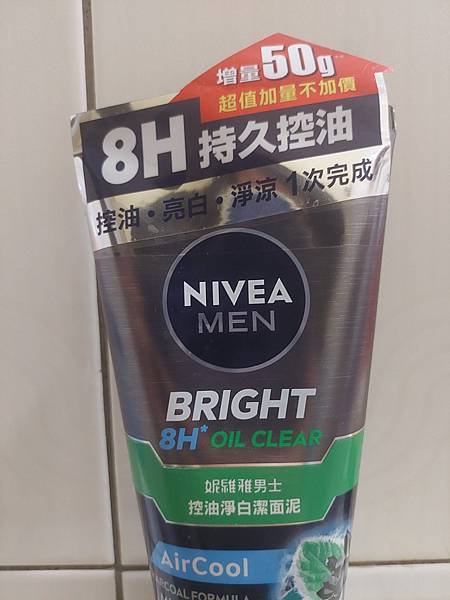 增量50g
超值加量不加價
8H 持久控油
控油・亮白・淨涼 1次完成
NIVEA
MEN
BRIGHT
8H* OIL CLEAR
妮維雅男士
控油淨白潔面泥
AirCool
ARCOAL FORMULA